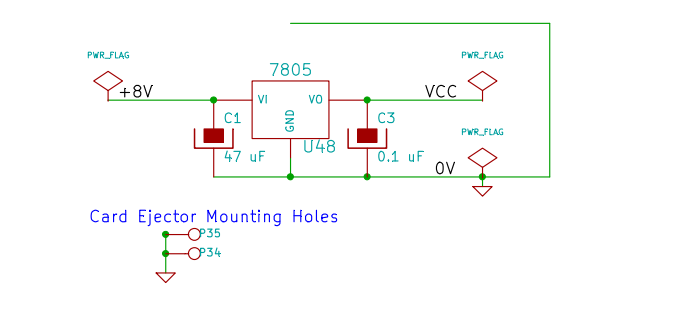 PWR_FLAG
PWR_FLAG
7805
+8V
VI
VO
VCC
GND
C1
C3
PWR_FLAG
U48
47 uF
0.1 uF
0V
Card Ejector Mounting Holes
P35
P34